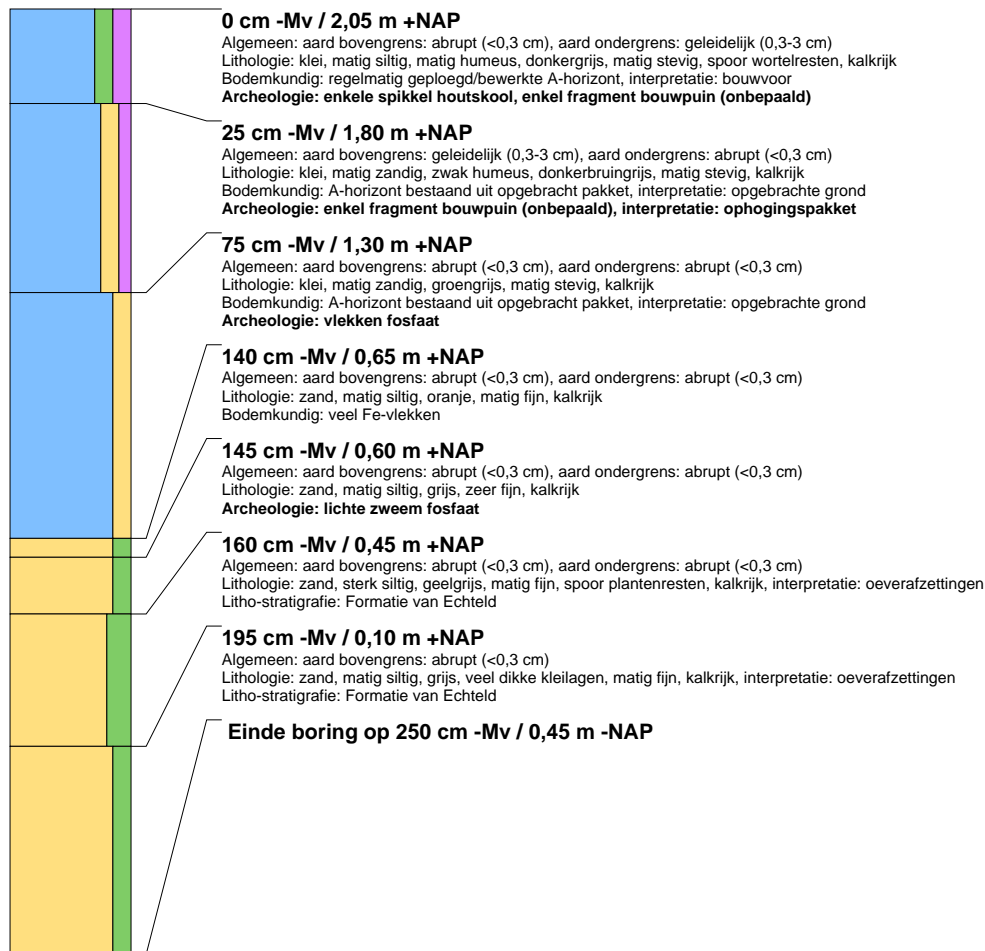 0 cm -Mv / 2,05 m +NAP
Algemeen: aard bovengrens: abrupt (<0,3 cm), aard ondergrens: geleidelijk (0,3-3 cm)
Lithologie: klei, matig siltig, matig humeus, donkergrijs, matig stevig, spoor wortelresten, kalkrijk
Bodemkundig: regelmatig geploegd/bewerkte A-horizont, interpretatie: bouwvoor
Archeologie: enkele spikkel houtskool, enkel fragment bouwpuin (onbepaald)
25 cm -Mv / 1,80 m +NAP
Algemeen: aard bovengrens: geleidelijk (0,3-3 cm), aard ondergrens: abrupt (<0,3 cm)
Lithologie: klei, matig zandig, zwak humeus, donkerbruingrijs, matig stevig, kalkrijk
Bodemkundig: A-horizont bestaand uit opgebracht pakket, interpretatie: opgebrachte grond
Archeologie: enkel fragment bouwpuin (onbepaald), interpretatie: ophogingspakket
75 cm -Mv / 1,30 m +NAP
Algemeen: aard bovengrens: abrupt (<0,3 cm), aard ondergrens: abrupt (<0,3 cm)
Lithologie: klei, matig zandig, groengrijs, matig stevig, kalkrijk
Bodemkundig: A-horizont bestaand uit opgebracht pakket, interpretatie: opgebrachte grond
Archeologie: vlekken fosfaat
140 cm -Mv / 0,65 m +NAP
Algemeen: aard bovengrens: abrupt (<0,3 cm), aard ondergrens: abrupt (<0,3 cm)
Lithologie: zand, matig siltig, oranje, matig fijn, kalkrijk
Bodemkundig: veel Fe-vlekken
145 cm -Mv / 0,60 m +NAP
Algemeen: aard bovengrens: abrupt (<0,3 cm), aard ondergrens: abrupt (<0,3 cm)
Lithologie: zand, matig siltig, grijs, zeer fijn, kalkrijk
Archeologie: lichte zweem fosfaat
160 cm -Mv / 0,45 m +NAP
Algemeen: aard bovengrens: abrupt (<0,3 cm), aard ondergrens: abrupt (<0,3 cm)
Lithologie: zand, sterk siltig, geelgrijs, matig fijn, spoor plantenresten, kalkrijk, interpretatie: oeverafzettingen
Litho-stratigrafie: Formatie van Echteld
195 cm -Mv / 0,10 m +NAP
Algemeen: aard bovengrens: abrupt (<0,3 cm)
Lithologie: zand, matig siltig, grijs, veel dikke kleilagen, matig fijn, kalkrijk, interpretatie: oeverafzettingen
Litho-stratigrafie: Formatie van Echteld
Einde boring op 250 cm -Mv / 0,45 m -NAP